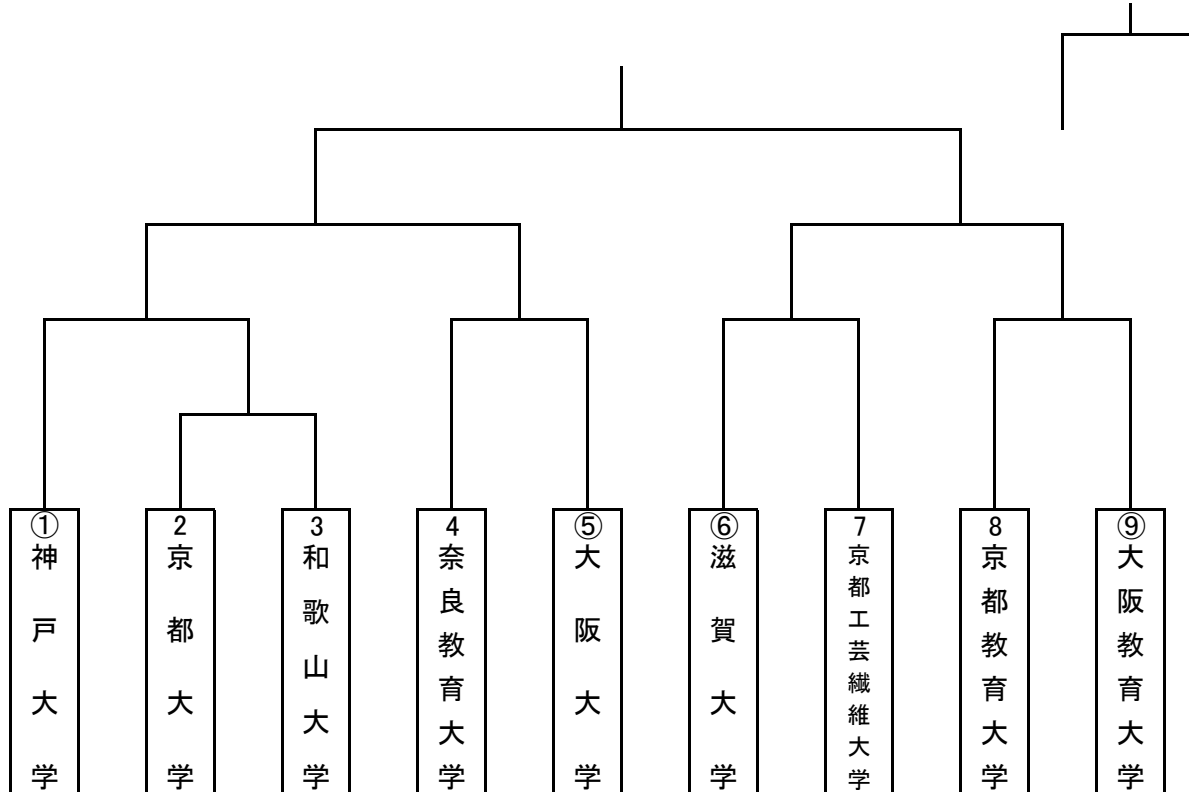 ①
神戸大学
2
京都大学
3
和歌山大学
4
奈良教育大学
⑤
大阪大学
⑥
滋賀大学
7
京都工芸繊維大学
8
京都教育大学
⑨
大阪教育大学